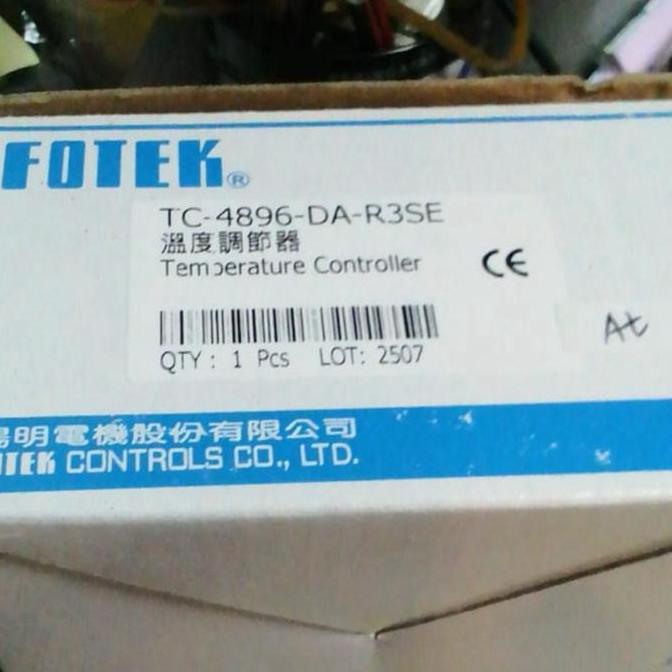 FOTEK®
TC-4896-DA-R3SE
溫度調節器
Temperature Controller CE
At
QTY : 1 Pcs LOT: 2507
陽明電機股份有限公司
FOTEK CONTROLS CO., LTD.